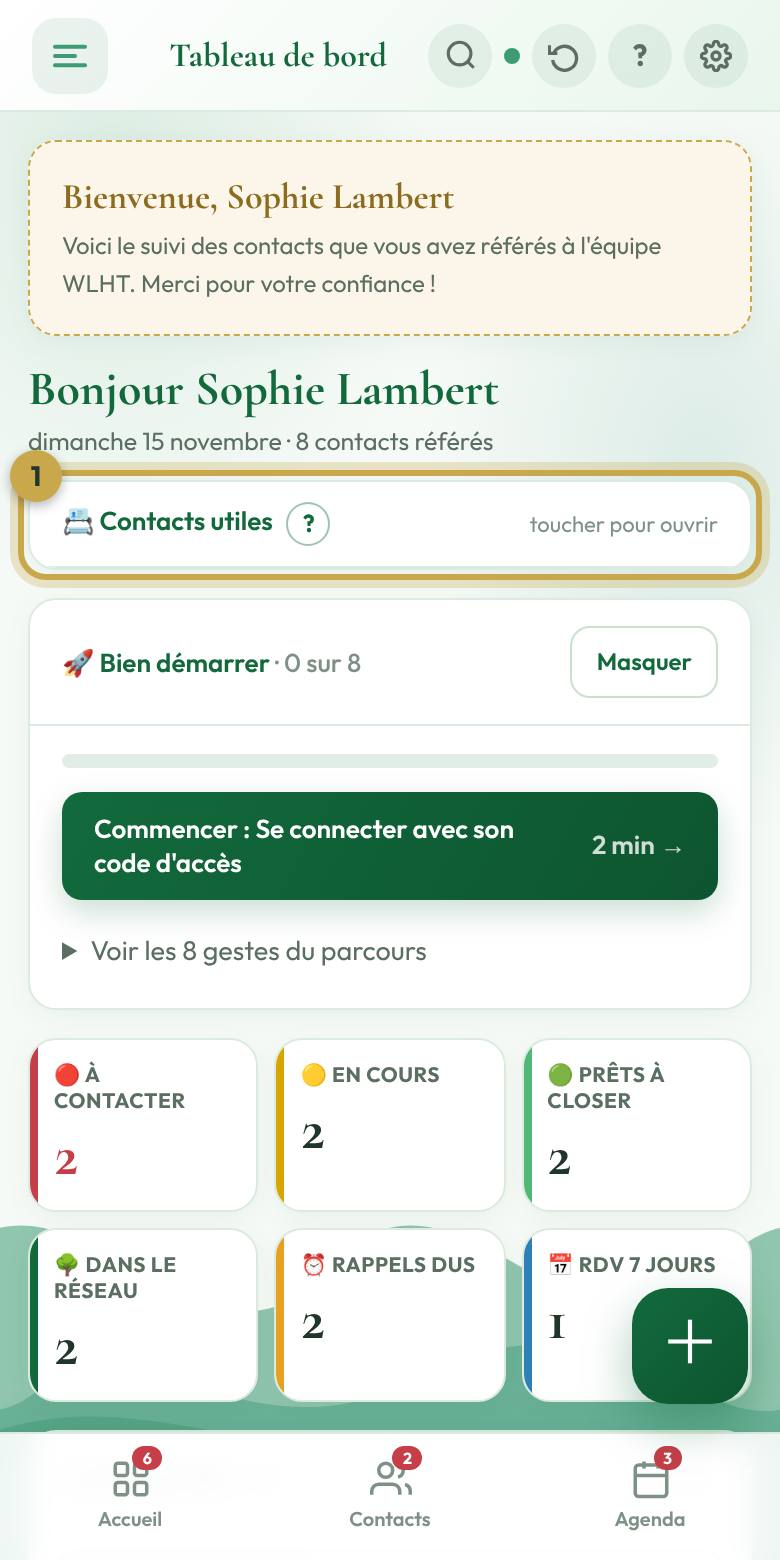 Tableau de bord
?
Bienvenue, Sophie Lambert
Voici le suivi des contacts que vous avez référés à l'équipe
WLHT. Merci pour votre confiance !
Bonjour Sophie Lambert
dimanche 15 novembre · 8 contacts référés
1
📇 Contacts utiles ? toucher pour ouvrir
🚀 Bien démarrer · 0 sur 8 Masquer
Commencer : Se connecter avec son
code d'accès
2 min →
▶ Voir les 8 gestes du parcours
🔴 À
CONTACTER
2
🟡 EN COURS
2
🟢 PRÊTS À
CLOSER
2
🌳 DANS LE
RÉSEAU
2
⏰ RAPPELS DUS
2
📅 RDV 7 JOURS
1
+
6
Accueil
2
Contacts
3
Agenda